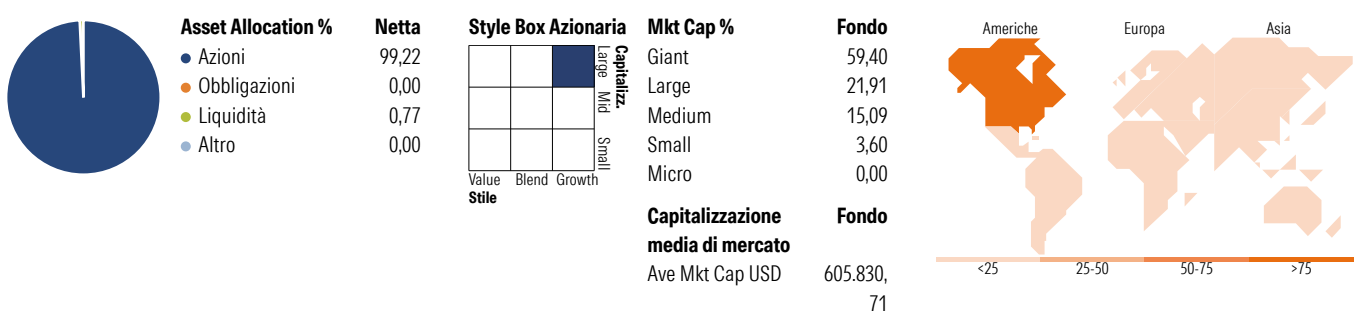 Asset Allocation % Netta
Azioni 99,22
Obbligazioni 0,00
Liquidità 0,77
Altro 0,00
Style Box Azionaria
Capitalizz.
Large Mid Small
Value Blend Growth
Stile
Mkt Cap % Fondo
Giant 59,40
Large 21,91
Medium 15,09
Small 3,60
Micro 0,00
Capitalizzazione Fondo
media di mercato
Ave Mkt Cap USD 605.830,
71
Americhe Europa Asia
<25 25-50 50-75 >75